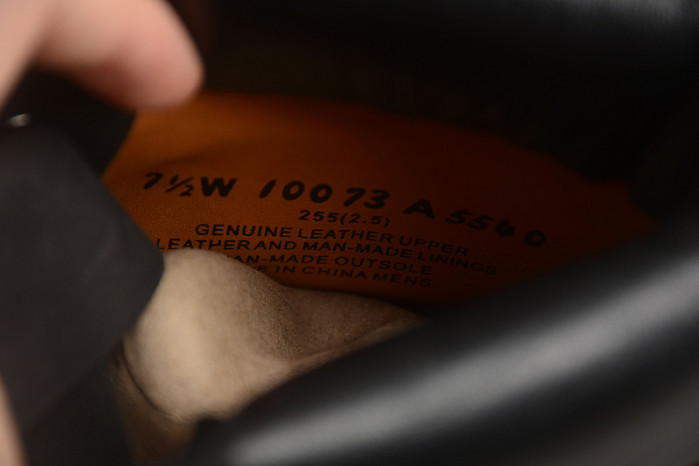 7½W 10073 A 5540
255(2.5)
GENUINE LEATHER UPPER
LEATHER AND MAN-MADE LININGS
MAN-MADE OUTSOLE
IN CHINA MENS